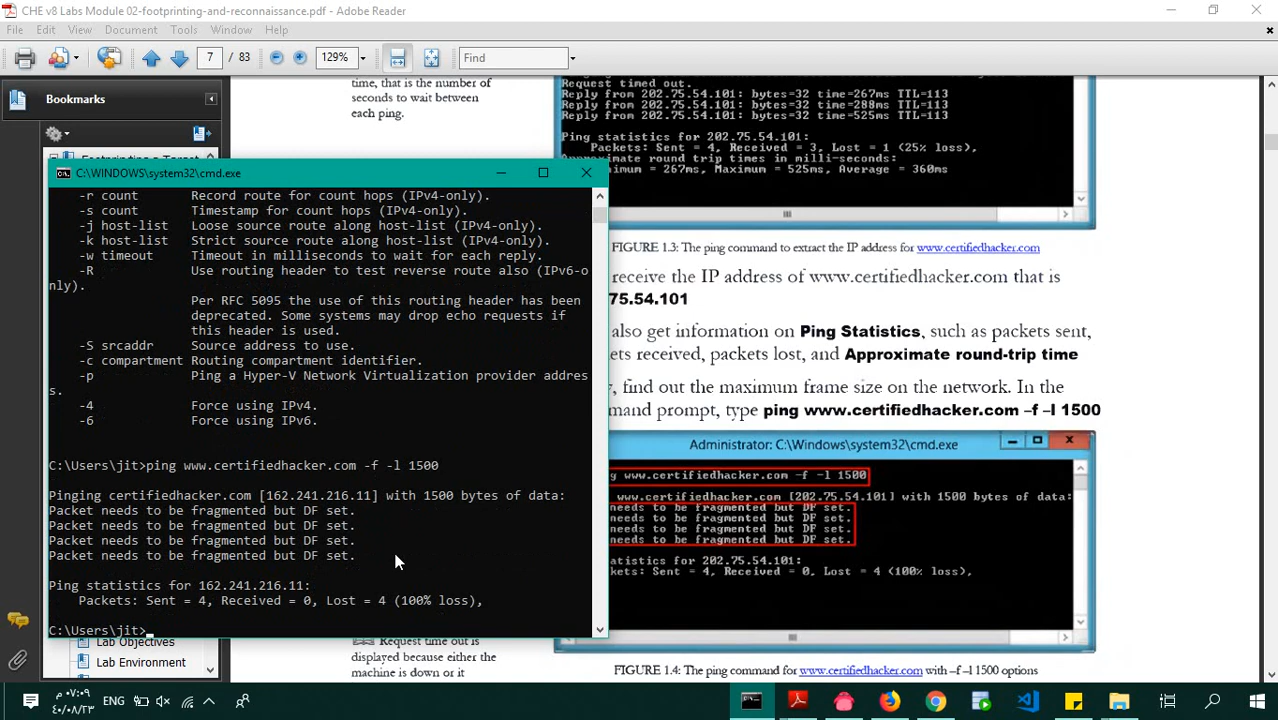 CHE v8 Labs Module 02-footprinting-and-reconnaissance.pdf - Adobe Reader
File Edit View Document Tools Window Help
7 / 83 129% Find
Bookmarks
Footprinting a Target
time, that is the number of
seconds to wait between
each ping.
Request timed out.
Reply from 202.75.54.101: bytes=32 time=267ms TTL=113
Reply from 202.75.54.101: bytes=32 time=288ms TTL=113
Reply from 202.75.54.101: bytes=32 time=525ms TTL=113
Ping statistics for 202.75.54.101:
Packets: Sent = 4, Received = 3, Lost = 1 (25% loss),
Approximate round trip times in milli-seconds:
imum = 267ms, Maximum = 525ms, Average = 360ms
FIGURE 1.3: The ping command to extract the IP address for www.certifiedhacker.com
receive the IP address of www.certifiedhacker.com that is
75.54.101
also get information on Ping Statistics, such as packets sent,
ets received, packets lost, and Approximate round-trip time
, find out the maximum frame size on the network. In the
mand prompt, type ping www.certifiedhacker.com –f –l 1500
Administrator: C:\Windows\system32\cmd.exe
g www.certifiedhacker.com -f -l 1500
www.certifiedhacker.com [202.75.54.101] with 1500 bytes of data:
needs to be fragmented but DF set.
needs to be fragmented but DF set.
needs to be fragmented but DF set.
needs to be fragmented but DF set.
atistics for 202.75.54.101:
kets: Sent = 4, Received = 0, Lost = 4 (100% loss),
FIGURE 1.4: The ping command for www.certifiedhacker.com with –f –l 1500 options
C:\WINDOWS\system32\cmd.exe
-r count Record route for count hops (IPv4-only).
-s count Timestamp for count hops (IPv4-only).
-j host-list Loose source route along host-list (IPv4-only).
-k host-list Strict source route along host-list (IPv4-only).
-w timeout Timeout in milliseconds to wait for each reply.
-R Use routing header to test reverse route also (IPv6-o
nly).
Per RFC 5095 the use of this routing header has been
deprecated. Some systems may drop echo requests if
this header is used.
-S srcaddr Source address to use.
-c compartment Routing compartment identifier.
-p Ping a Hyper-V Network Virtualization provider addres
s.
-4 Force using IPv4.
-6 Force using IPv6.
C:\Users\jit>ping www.certifiedhacker.com -f -l 1500
Pinging certifiedhacker.com [162.241.216.11] with 1500 bytes of data:
Packet needs to be fragmented but DF set.
Packet needs to be fragmented but DF set.
Packet needs to be fragmented but DF set.
Packet needs to be fragmented but DF set.
Ping statistics for 162.241.216.11:
Packets: Sent = 4, Received = 0, Lost = 4 (100% loss),
C:\Users\jit>
Lab Objectives
Lab Environment
Request time out is
displayed because either the
machine is down or it
ENG